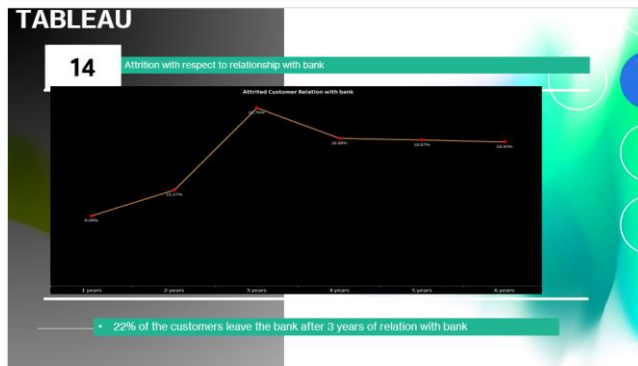 TABLEAU
14
Attrition with respect to relationship with bank
Attrited Customer Relation with bank
12.27%
1 years
2 years
3 years
4 years
5 years
6 years
• 22% of the customers leave the bank after 3 years of relation with bank